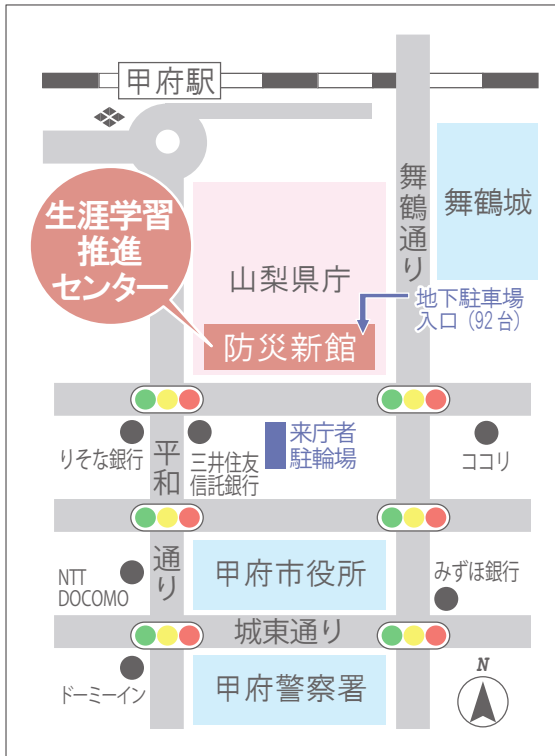 甲府駅
舞鶴通り
舞鶴城
生涯学習
推進
センター
山梨県庁
地下駐車場
入口（92台）
防災新館
りそな銀行
平和通り
三井住友
信託銀行
来庁者
駐輪場
ココリ
NTT
DOCOMO
甲府市役所
みずほ銀行
城東通り
ドーミーイン
甲府警察署
N